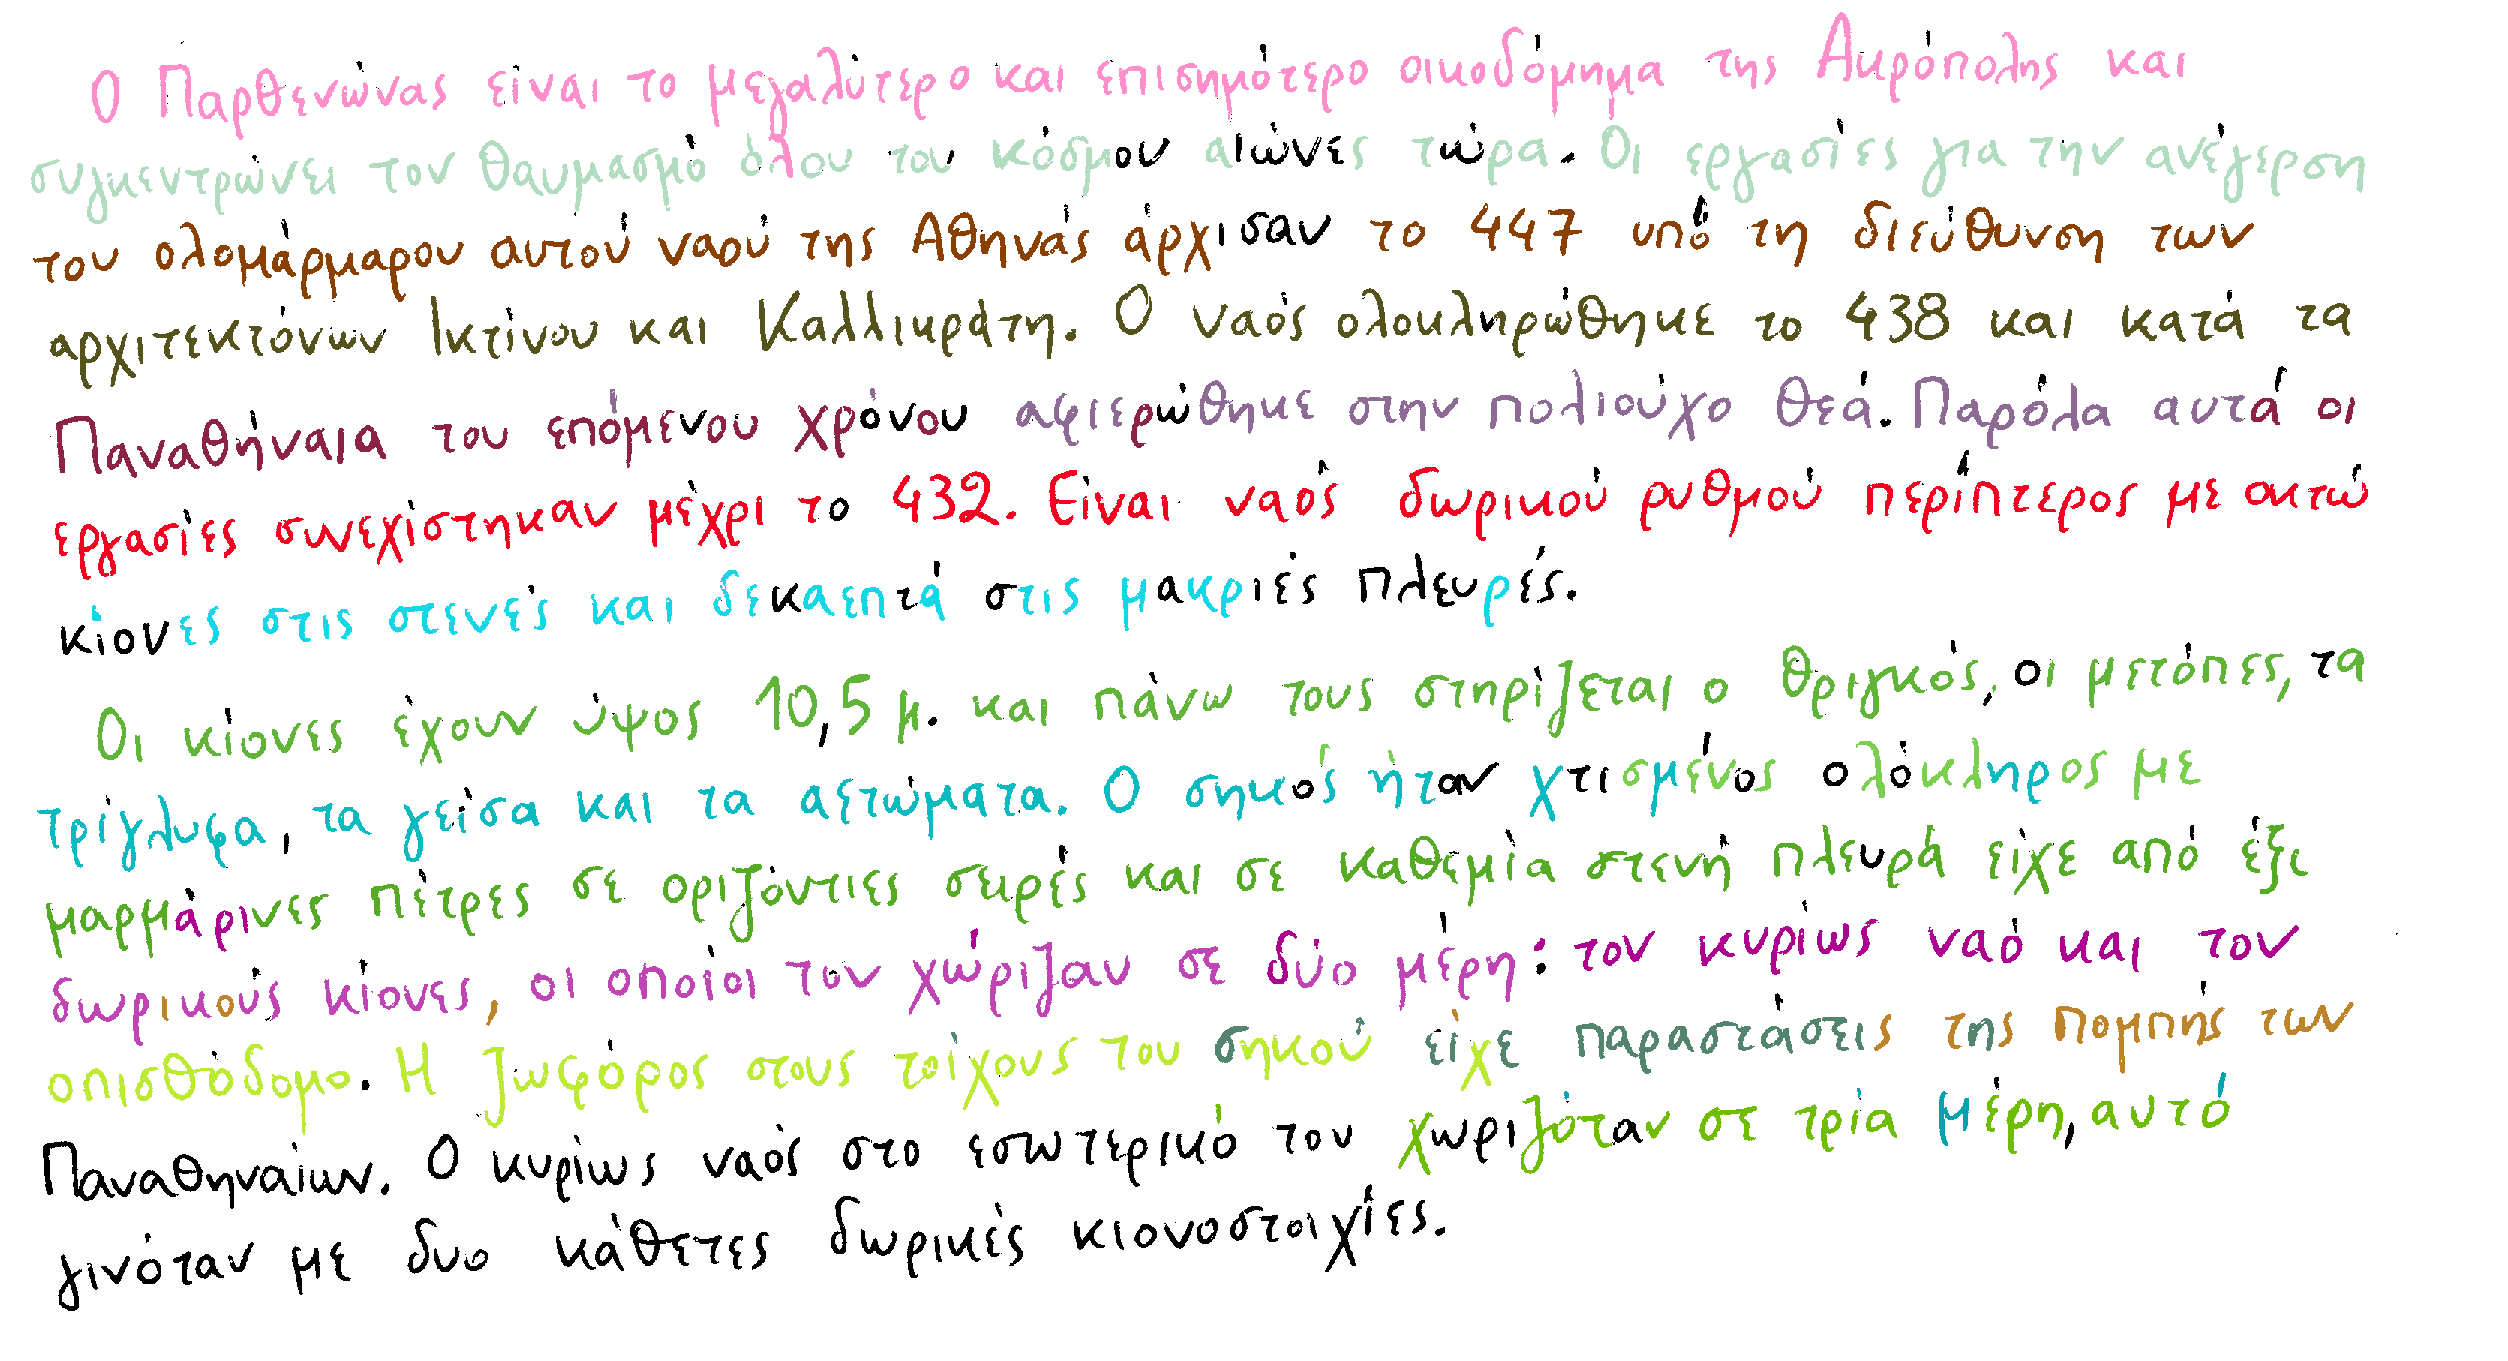 Ο Παρθενώνας είναι το μεγαλύτερο και επισημότερο οικοδόμημα της Ακρόπολης και
συγκεντρώνει τον θαυμασμό όλου του κόσμου αιώνες τώρα. Οι εργασίες για την ανέγερση
του ολομάρμαρου αυτού ναού της Αθηνάς άρχισαν το 447 υπό τη διεύθυνση των
αρχιτεκτόνων Ικτίνου και Καλλικράτη. Ο ναός ολοκληρώθηκε το 438 και κατά τα
Παναθήναια του επόμενου χρόνου αφιερώθηκε στην πολιούχο θεά. Παρόλα αυτά οι
εργασίες συνεχίστηκαν μέχρι το 432. Είναι ναός δωρικού ρυθμού περίπτερος με οκτώ
κίονες στις στενές και δεκαεπτά στις μακριές πλευρές.
Οι κίονες έχουν ύψος 10,5 μ. και πάνω τους στηρίζεται ο θριγκός, οι μετόπες, τα
τρίγλυφα, τα γείσα και τα αετώματα. Ο σηκός ήταν χτισμένος ολόκληρος με
μαρμάρινες πέτρες σε οριζόντιες σειρές και σε καθεμία στενή πλευρά είχε από έξι
δωρικούς κίονες, οι οποίοι τον χώριζαν σε δύο μέρη: τον κυρίως ναό και τον
οπισθόδομο. Η ζωφόρος στους τοίχους του σηκού είχε παραστάσεις της πομπής των
Παναθηναίων. Ο κυρίως ναός στο εσωτερικό του χωριζόταν σε τρία μέρη, αυτό
γινόταν με δυο κάθετες δωρικές κιονοστοιχίες.